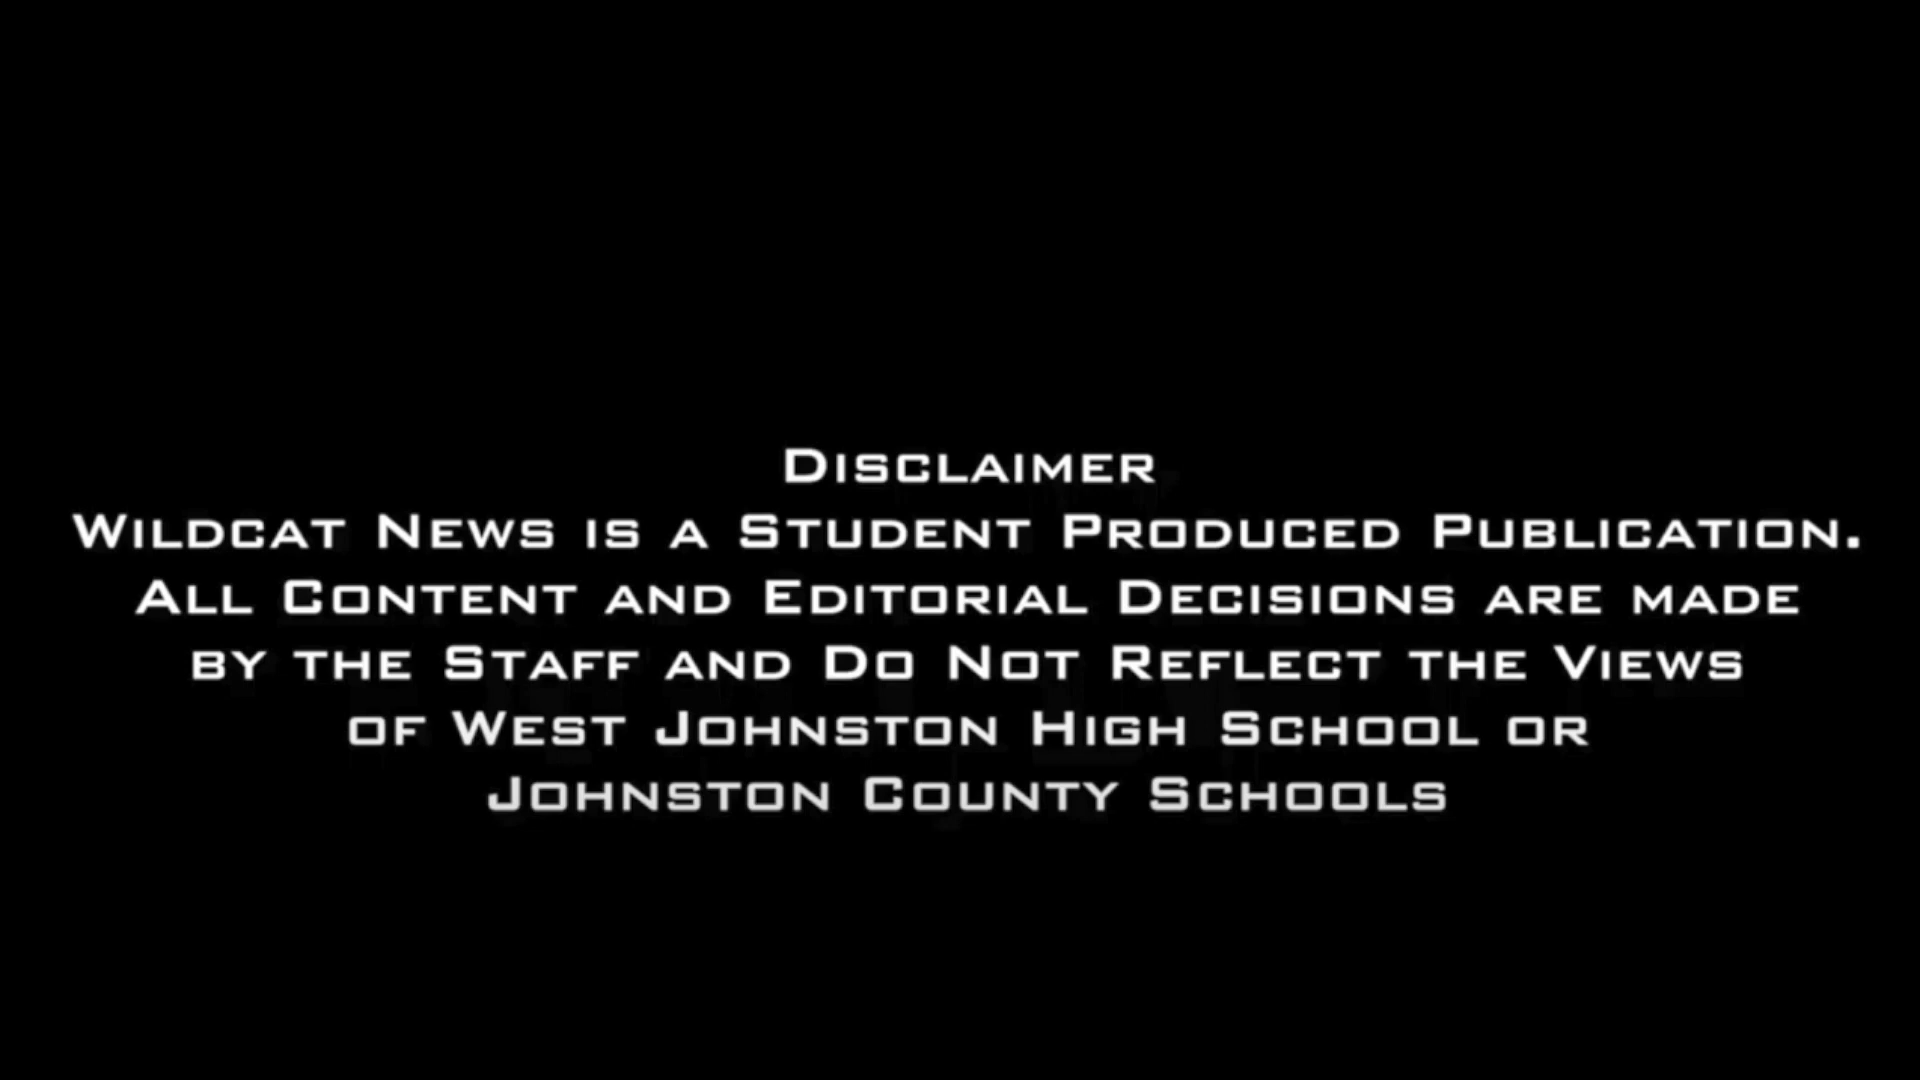 Disclaimer
Wildcat News is a Student Produced Publication.
All Content and Editorial Decisions are made
by the Staff and Do Not Reflect the Views
of West Johnston High School or
Johnston County Schools